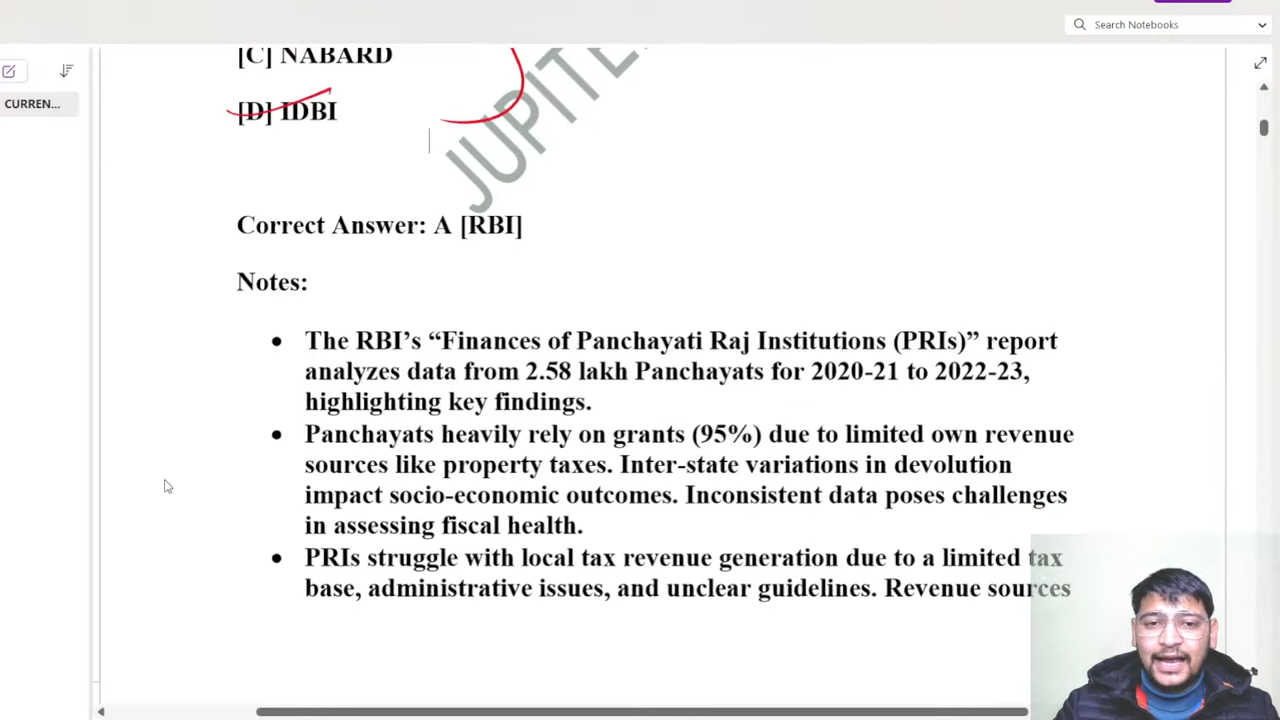 Search Notebooks
[C] NABARD
CURREN...
[D] IDBI
JUPITE
Correct Answer: A [RBI]
Notes:
• The RBI’s “Finances of Panchayati Raj Institutions (PRIs)” report
analyzes data from 2.58 lakh Panchayats for 2020-21 to 2022-23,
highlighting key findings.
• Panchayats heavily rely on grants (95%) due to limited own revenue
sources like property taxes. Inter-state variations in devolution
impact socio-economic outcomes. Inconsistent data poses challenges
in assessing fiscal health.
• PRIs struggle with local tax revenue generation due to a limited tax
base, administrative issues, and unclear guidelines. Revenue sources